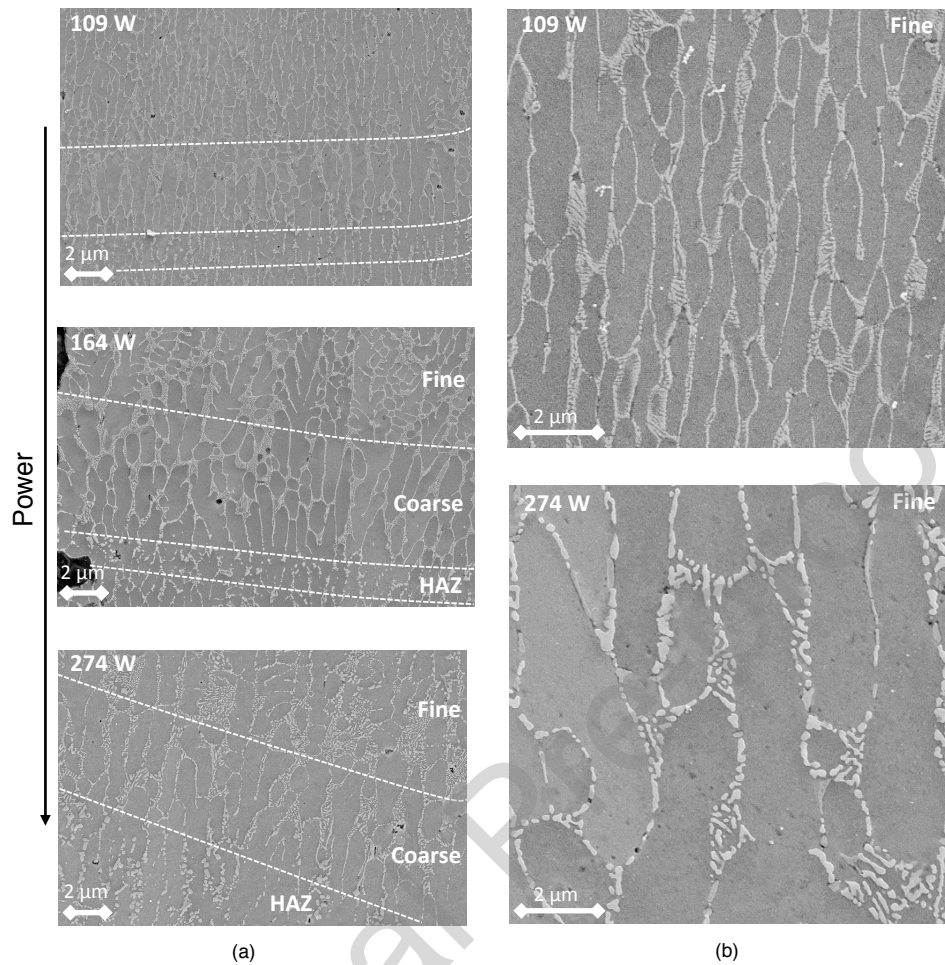 Power
109 W
2 μm
164 W
Fine
Coarse
HAZ
2 μm
274 W
Fine
Coarse
HAZ
2 μm
(a)
109 W
Fine
2 μm
274 W
Fine
2 μm
(b)